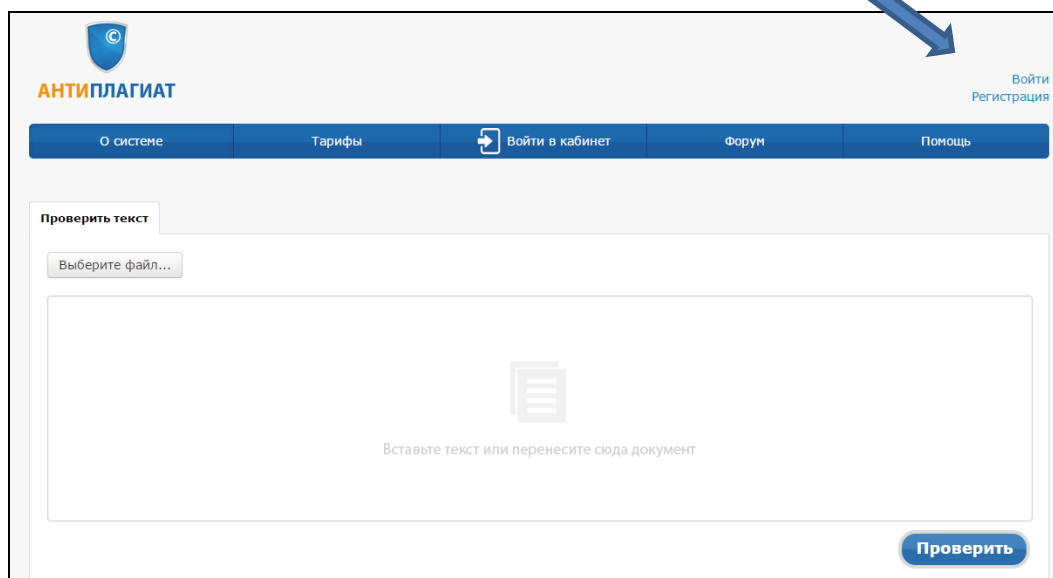 ©
АНТИПЛАГИАТ
Войти
Регистрация
О системе Тарифы Войти в кабинет Форум Помощь
Проверить текст
Выберите файл...
Вставьте текст или перенесите сюда документ
Проверить